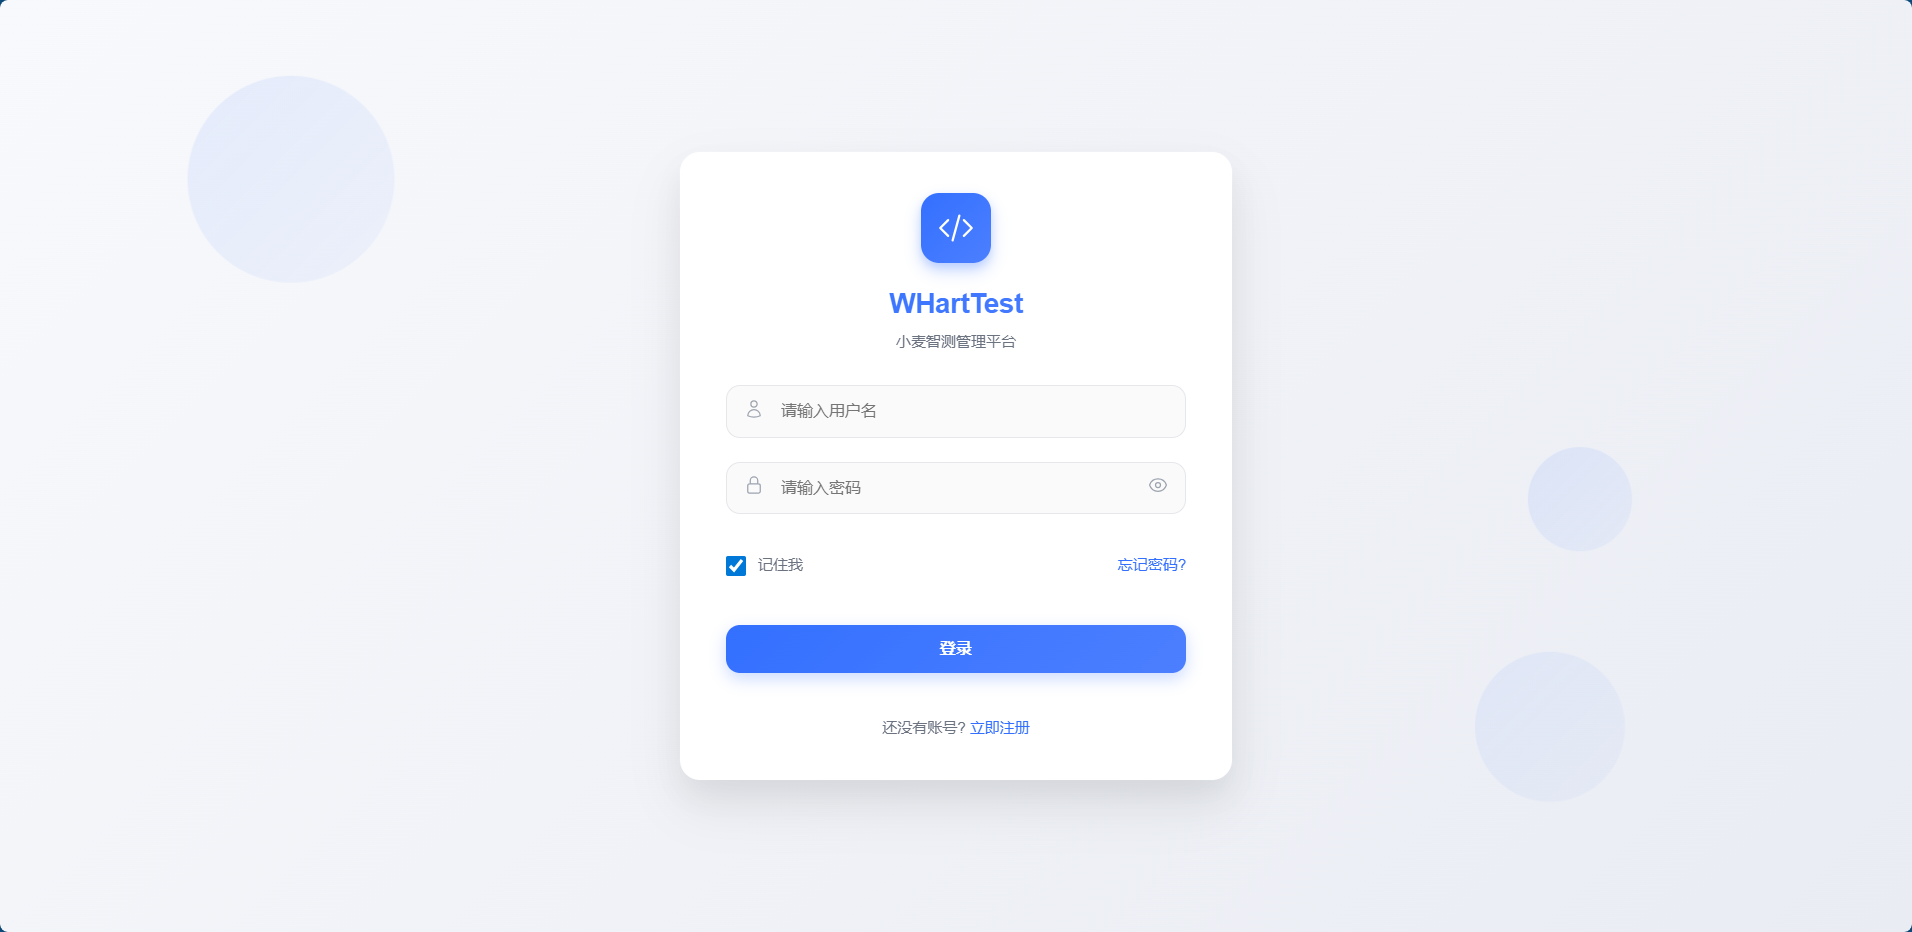 WHartTest
小麦智测管理平台
请输入用户名
请输入密码
记住我 忘记密码?
登录
还没有账号? 立即注册